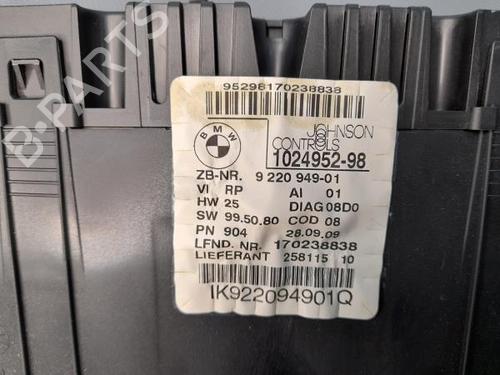 B-PARTS
95298170238838
BMW
JOHNSON
CONTROLS
1024952-98
ZB-NR. 9 220 949-01
VI RP AI 01
HW 25 DIAG 08D0
SW 99.50.80 COD 08
PN 904 28.09.09
LFND. NR. 170238838
LIEFERANT 258115 10
IK922094901Q